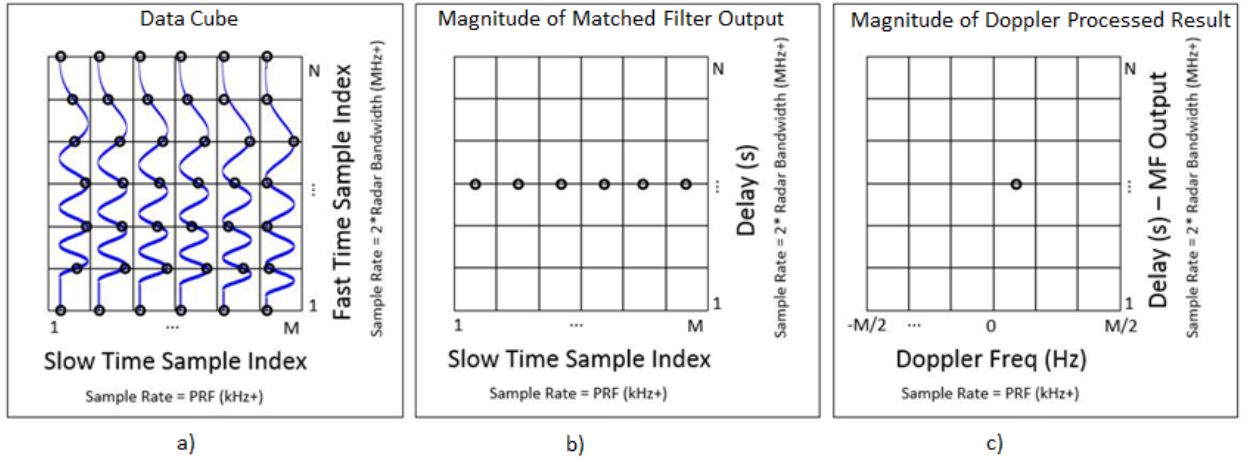 Data Cube
N
...
1
Fast Time Sample Index
Sample Rate = 2*Radar Bandwidth (MHz+)
1 ... M
Slow Time Sample Index
Sample Rate = PRF (kHz+)
a)
Magnitude of Matched Filter Output
N
...
1
Delay (s)
Sample Rate = 2* Radar Bandwidth (MHz+)
1 ... M
Slow Time Sample Index
Sample Rate = PRF (kHz+)
b)
Magnitude of Doppler Processed Result
N
...
1
Delay (s) – MF Output
Sample Rate = 2* Radar Bandwidth (MHz+)
-M/2 ... 0 M/2
Doppler Freq (Hz)
Sample Rate = PRF (kHz+)
c)